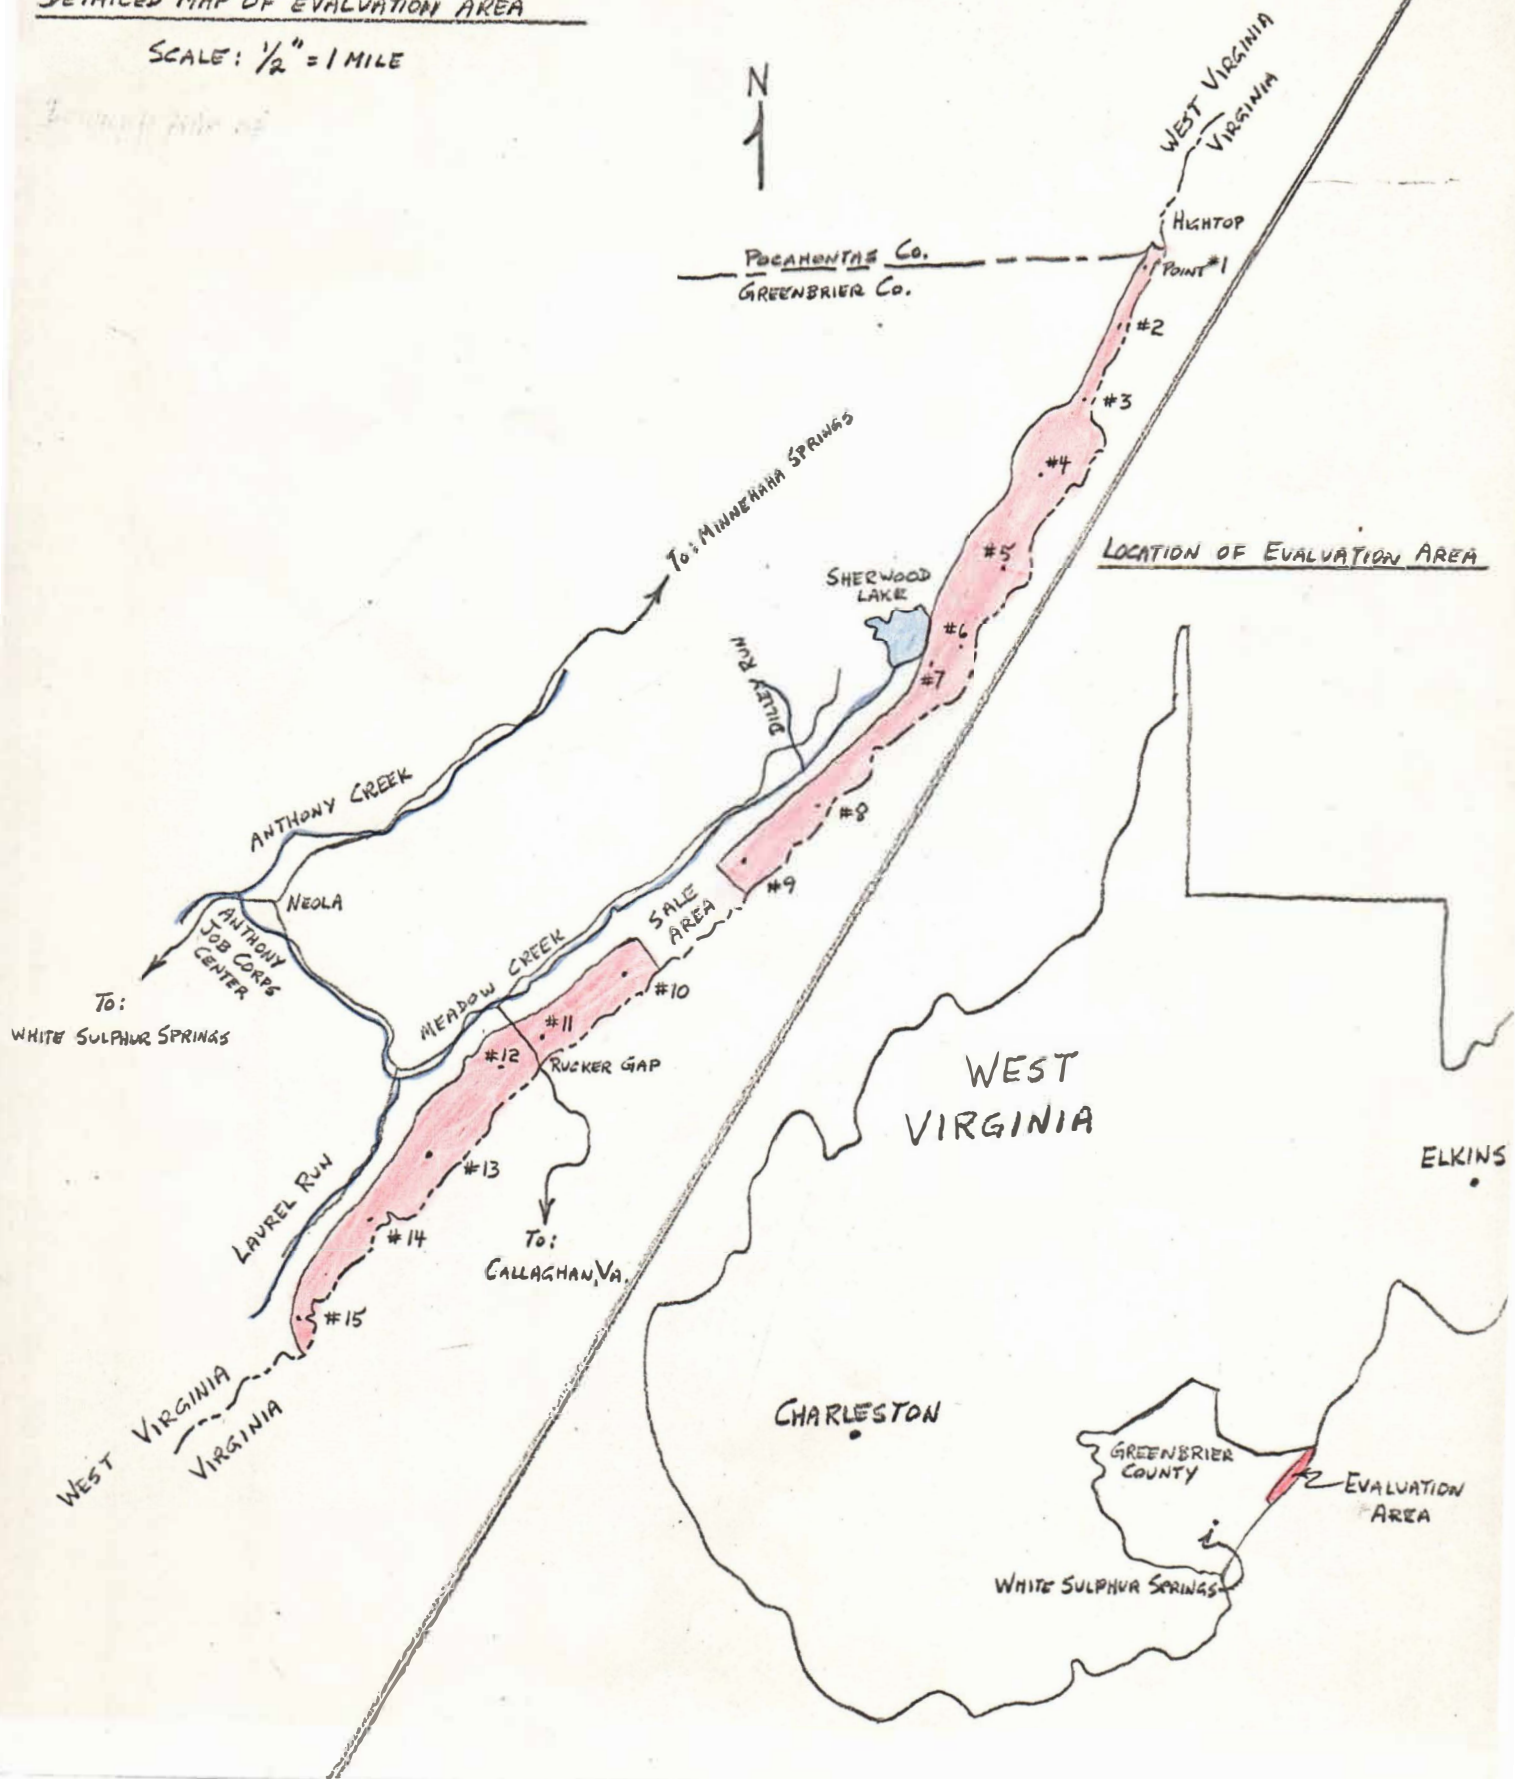 DETAILED MAP OF EVALUATION AREA
SCALE: 1/2" = 1 MILE
N
WEST VIRGINIA
VIRGINIA
HIGHTOP
POCAHONTAS CO.
GREENBRIER CO.
POINT #1
#2
#3
#4
#5
#6
#7
#8
#9
TO: MINNEHAHA SPRINGS
SHERWOOD
LAKE
DILLEY RUN
ANTHONY CREEK
NEOLA
ANTHONY
JOB CORPS
CENTER
TO:
WHITE SULPHUR SPRINGS
SALE
AREA
MEADOW CREEK
#10
#11
#12
RUCKER GAP
#13
#14
#15
LAUREL RUN
TO:
CALLAGHAN, VA.
WEST VIRGINIA
VIRGINIA
LOCATION OF EVALUATION AREA
WEST
VIRGINIA
ELKINS
CHARLESTON
GREENBRIER
COUNTY
EVALUATION
AREA
WHITE SULPHUR SPRINGS